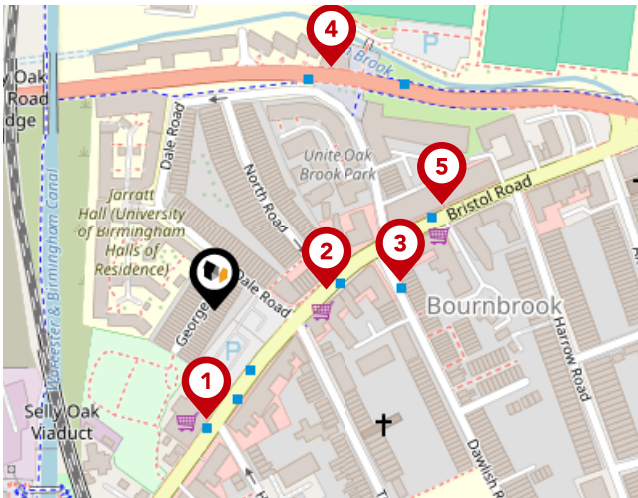 4
P
Brook
y Oak
Road
dge
Dale Road
Unite Oak
Brook Park
North Road
5
Bristol Road
Jarratt
Hall (University
of Birmingham
Halls of
Residence)
Worcester & Birmingham Canal
2
3
Dale Road
George
Bournbrook
P
Harrow Road
1
Selly Oak
Viaduct
Dawlish R
H
T